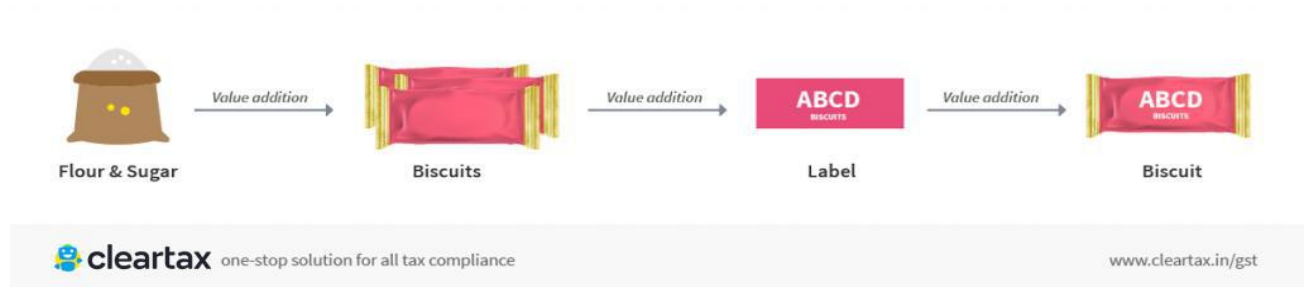 Value addition
Value addition
ABCD
BISCUITS
Value addition
ABCD
BISCUITS
Flour & Sugar
Biscuits
Label
Biscuit
cleartax one-stop solution for all tax compliance
www.cleartax.in/gst